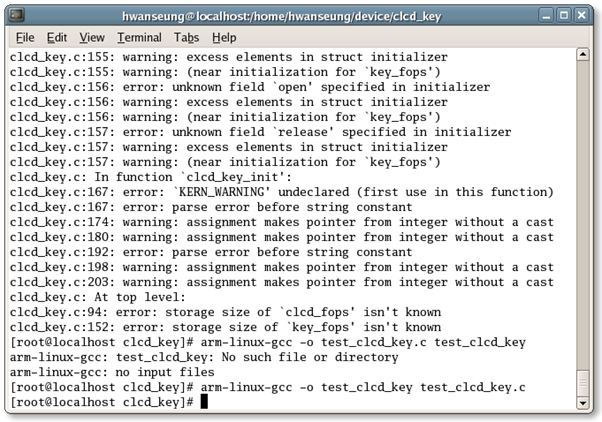 hwanseung@localhost:/home/hwanseung/device/clcd_key
File Edit View Terminal Tabs Help
clcd_key.c:155: warning: excess elements in struct initializer
clcd_key.c:155: warning: (near initialization for `key_fops')
clcd_key.c:156: error: unknown field `open' specified in initializer
clcd_key.c:156: warning: excess elements in struct initializer
clcd_key.c:156: warning: (near initialization for `key_fops')
clcd_key.c:157: error: unknown field `release' specified in initializer
clcd_key.c:157: warning: excess elements in struct initializer
clcd_key.c:157: warning: (near initialization for `key_fops')
clcd_key.c: In function `clcd_key_init':
clcd_key.c:167: error: `KERN_WARNING' undeclared (first use in this function)
clcd_key.c:167: error: parse error before string constant
clcd_key.c:174: warning: assignment makes pointer from integer without a cast
clcd_key.c:180: warning: assignment makes pointer from integer without a cast
clcd_key.c:192: error: parse error before string constant
clcd_key.c:198: warning: assignment makes pointer from integer without a cast
clcd_key.c:203: warning: assignment makes pointer from integer without a cast
clcd_key.c: At top level:
clcd_key.c:94: error: storage size of `clcd_fops' isn't known
clcd_key.c:152: error: storage size of `key_fops' isn't known
[root@localhost clcd_key]# arm-linux-gcc -o test_clcd_key.c test_clcd_key
arm-linux-gcc: test_clcd_key: No such file or directory
arm-linux-gcc: no input files
[root@localhost clcd_key]# arm-linux-gcc -o test_clcd_key test_clcd_key.c
[root@localhost clcd_key]#